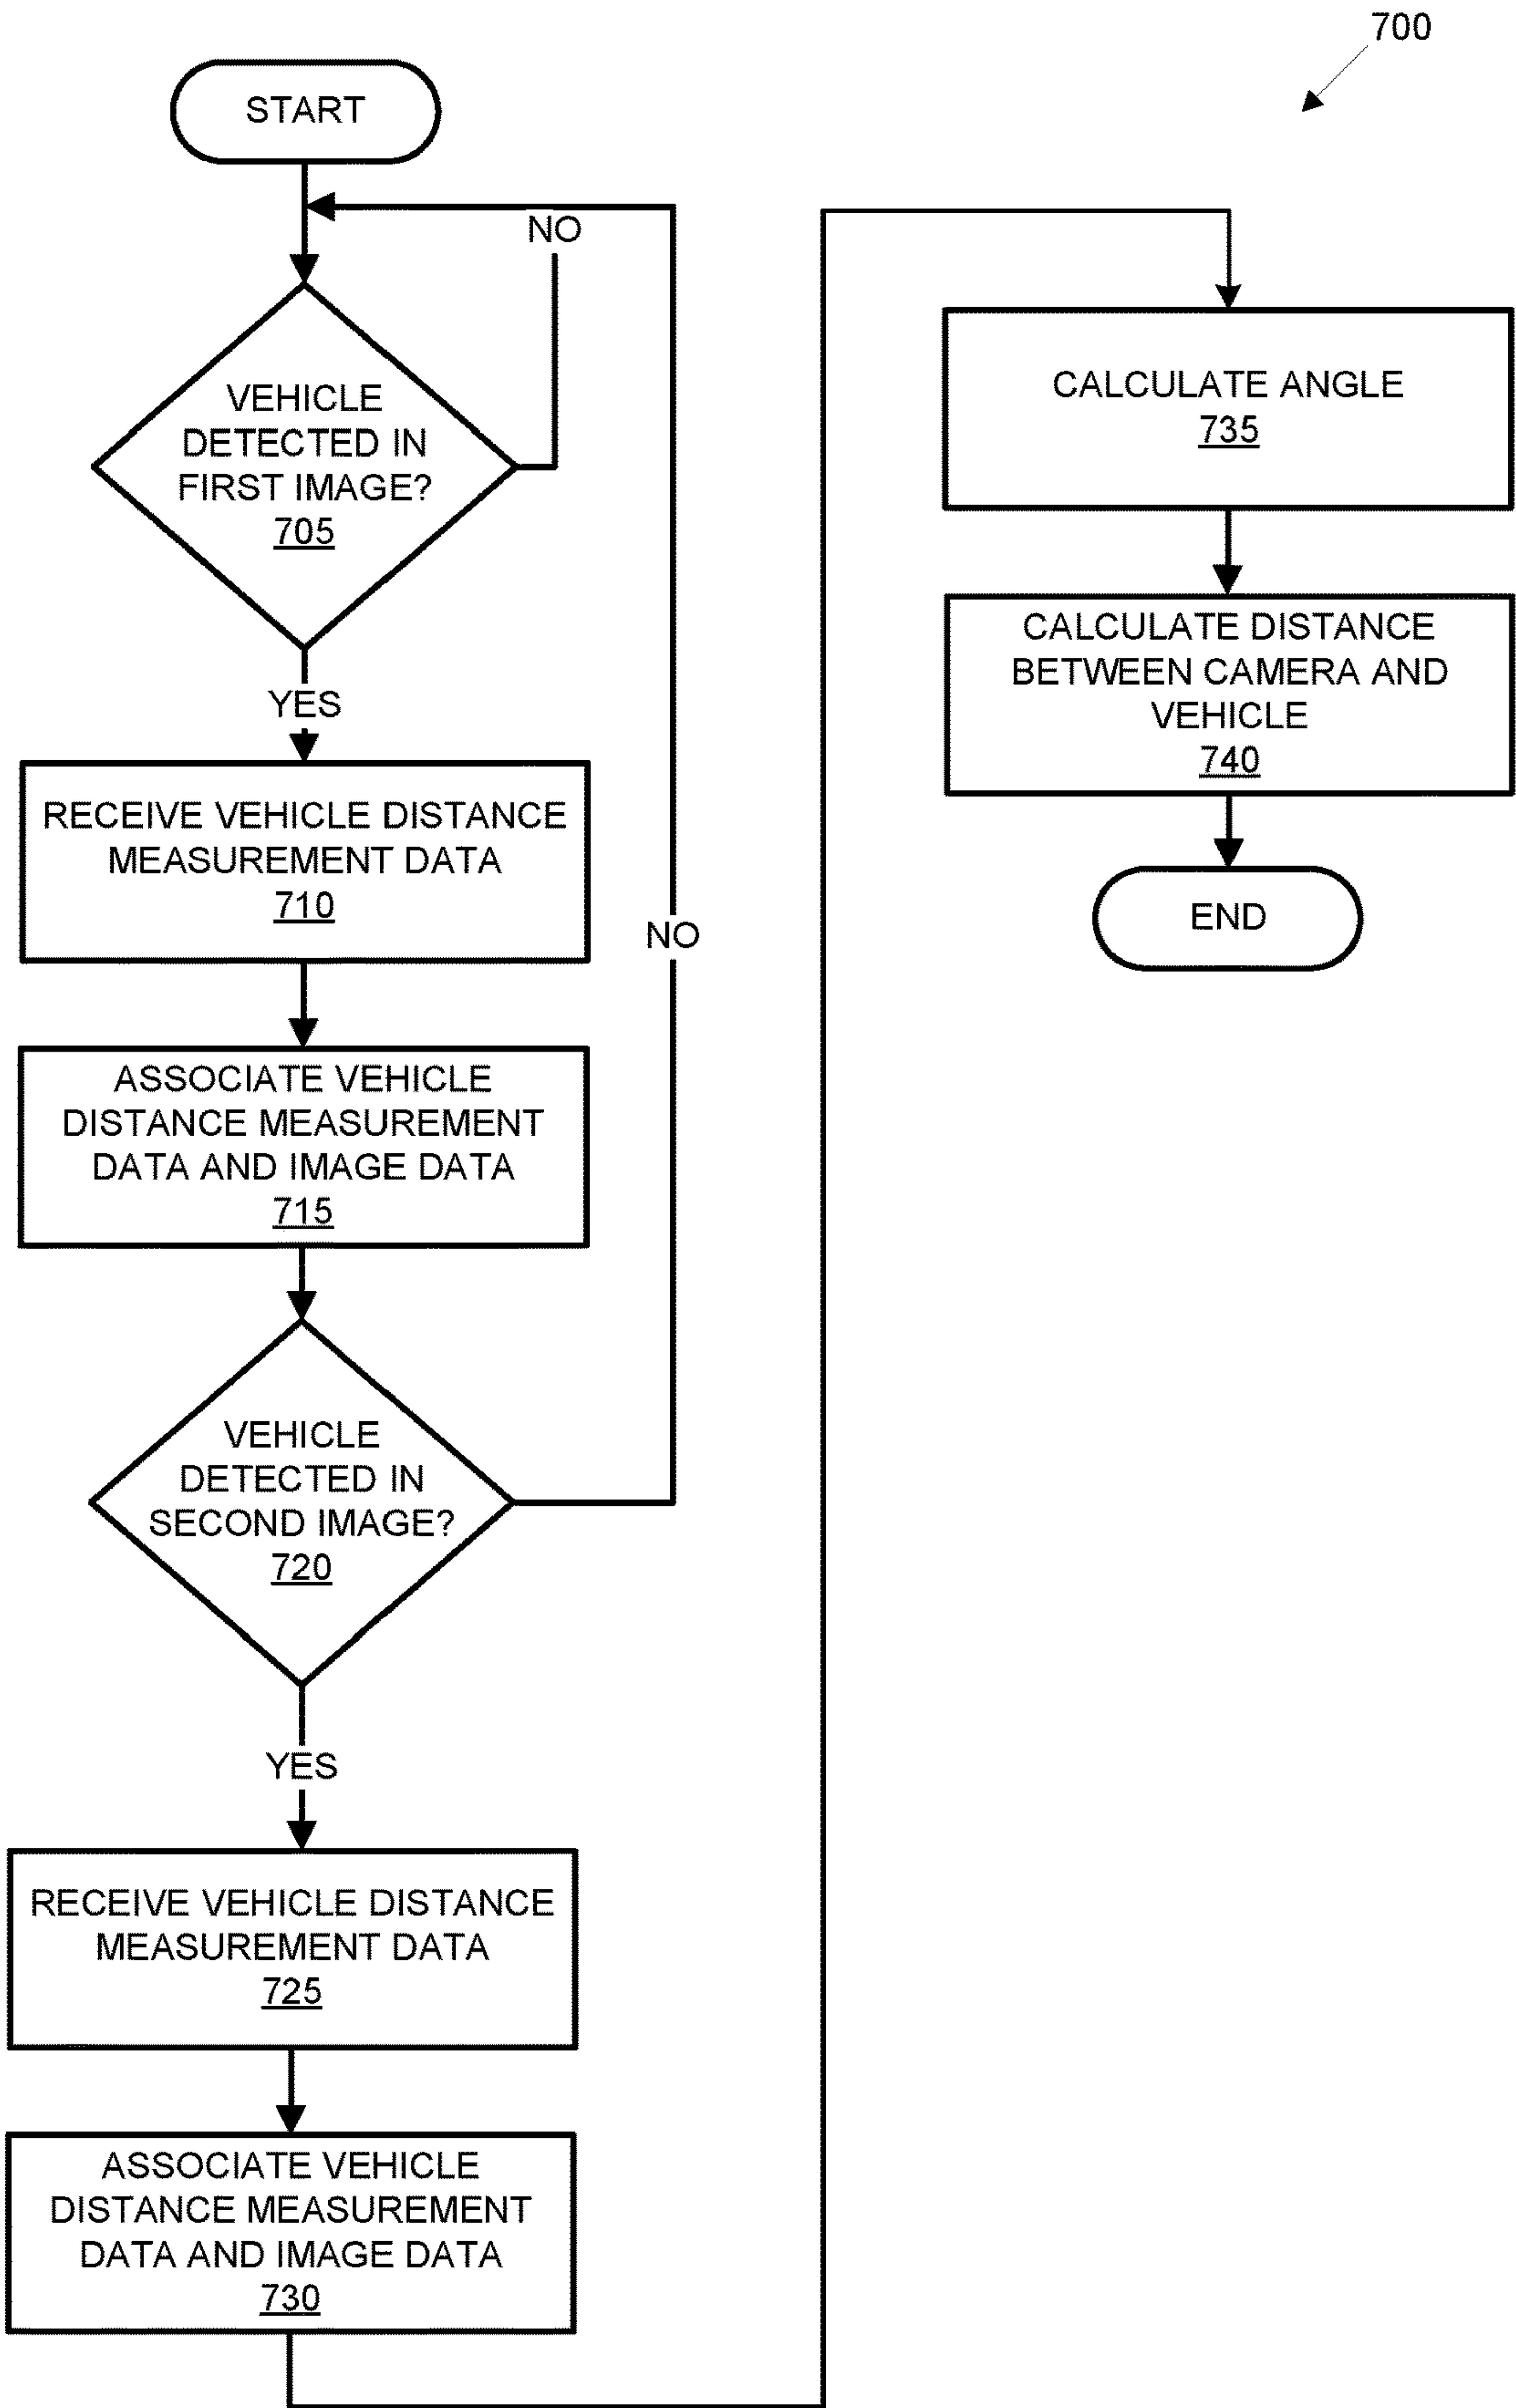 700
START
NO
VEHICLE
DETECTED IN
FIRST IMAGE?
705
YES
RECEIVE VEHICLE DISTANCE
MEASUREMENT DATA
710
NO
ASSOCIATE VEHICLE
DISTANCE MEASUREMENT
DATA AND IMAGE DATA
715
VEHICLE
DETECTED IN
SECOND IMAGE?
720
YES
RECEIVE VEHICLE DISTANCE
MEASUREMENT DATA
725
ASSOCIATE VEHICLE
DISTANCE MEASUREMENT
DATA AND IMAGE DATA
730
CALCULATE ANGLE
735
CALCULATE DISTANCE
BETWEEN CAMERA AND
VEHICLE
740
END